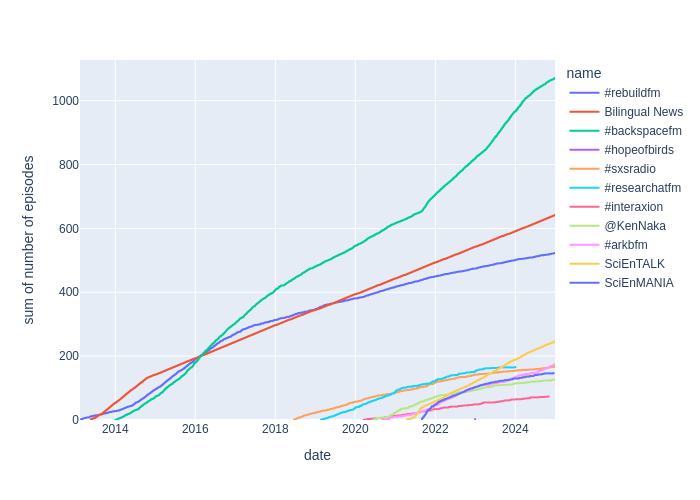 name
#rebuildfm
Bilingual News
#backspacefm
#hopeofbirds
#sxsradio
#researchatfm
#interaxion
@KenNaka
#arkbfm
SciEnTALK
SciEnMANIA
sum of number of episodes
1000
800
600
400
200
0
2014 2016 2018 2020 2022 2024
date